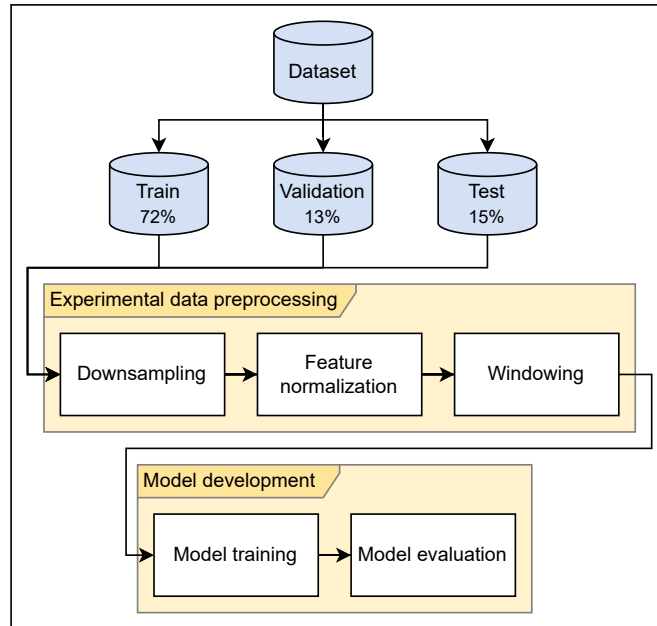 Dataset
Train
72%
Validation
13%
Test
15%
Experimental data preprocessing
Downsampling
Feature
normalization
Windowing
Model development
Model training
Model evaluation